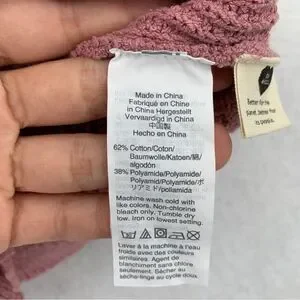 Made in China
Fabriqué en China
in China Hergestellt
Vervaardigd in China
中国製
Hecho en China
62% Cotton/Coton/
Baumwolle/Katoen/綿/
algodón
38% Polyamide/Polyamide/
Polyamid/Polyamide/ポ
リアミド/poliamida
Machine wash cold with
like colors. Non-chlorine
bleach only. Tumble dry
low. Iron on lowest setting.
Laver à la machine à l'eau
froide avec des couleurs
similaires. Agent de
blanchiment sans chlore
seulement. Sécher au
séchage au cycle doux.
Better for the
planet, better for
its people.